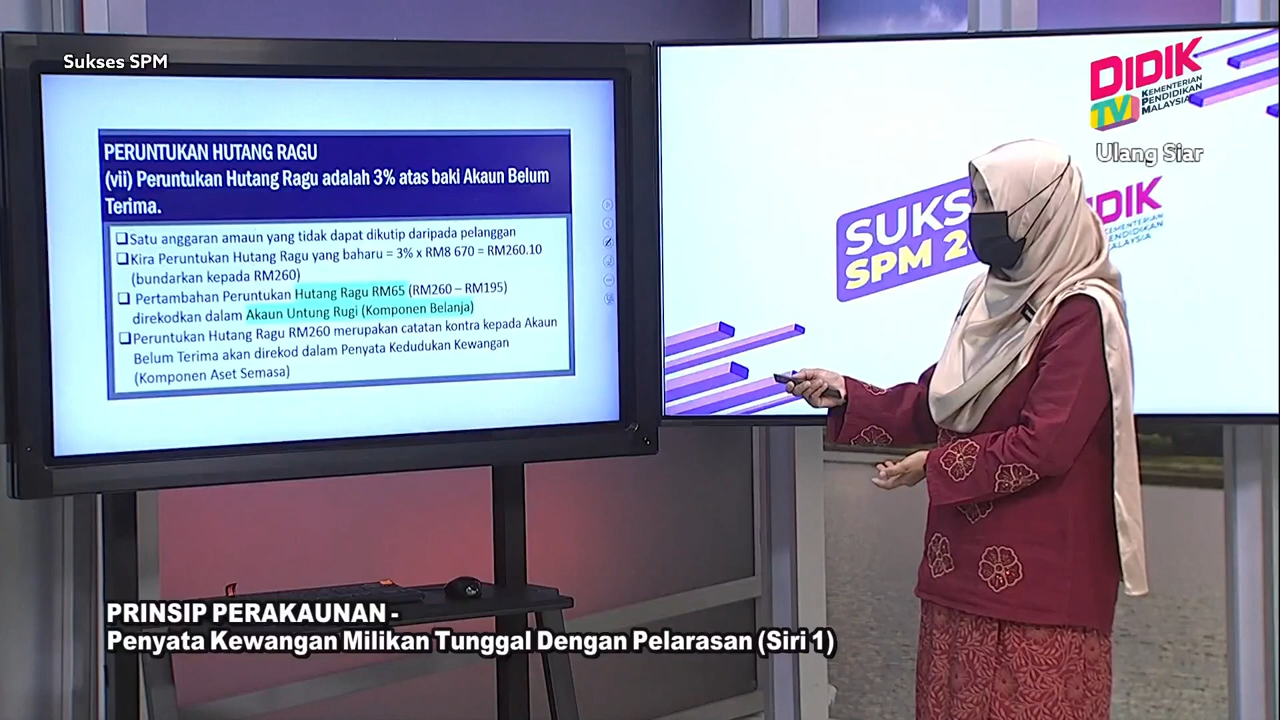 Sukses SPM
PERUNTUKAN HUTANG RAGU
(vii) Peruntukan Hutang Ragu adalah 3% atas baki Akaun Belum
Terima.
Satu anggaran amaun yang tidak dapat dikutip daripada pelanggan
Kira Peruntukan Hutang Ragu yang baharu = 3% x RM8 670 = RM260.10
(bundarkan kepada RM260)
Pertambahan Peruntukan Hutang Ragu RM65 (RM260 – RM195)
direkodkan dalam Akaun Untung Rugi (Komponen Belanja)
Peruntukan Hutang Ragu RM260 merupakan catatan kontra kepada Akaun
Belum Terima akan direkod dalam Penyata Kedudukan Kewangan
(Komponen Aset Semasa)
DIDIK
TV
KEMENTERIAN
PENDIDIKAN
MALAYSIA
Ulang Siar
SUKS
SPM 2
DIDIK
KEMENTERIAN
PENDIDIKAN
MALAYSIA
PRINSIP PERAKAUNAN -
Penyata Kewangan Milikan Tunggal Dengan Pelarasan (Siri 1)